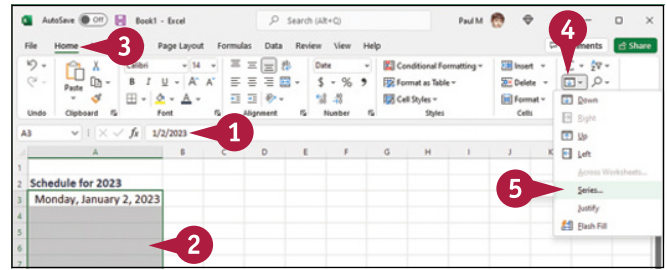 AutoSave Off Book1 - Excel Search (Alt+Q) Paul M
File Home Page Layout Formulas Data Review View Help Comments Share
Calibri 14 Date Conditional Formatting Insert
Paste B I U A A $ % 9 Format as Table Delete
A Cell Styles Format
Undo Clipboard Font Alignment Number Styles Cells
A3 fx 1/2/2023
A B C D E F G H I J K
1
2 Schedule for 2023
3 Monday, January 2, 2023
4
5
6
7
Down
Right
Up
Left
Across Worksheets...
Series...
Justify
Flash Fill
1
2
3
4
5